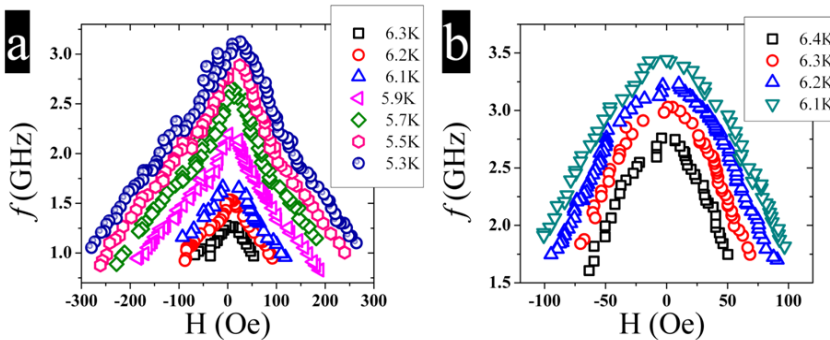 a
f (GHz)
3.0
2.5
2.0
1.5
1.0
-300 -200 -100 0 100 200 300
H (Oe)
6.3K
6.2K
6.1K
5.9K
5.7K
5.5K
5.3K
b
f (GHz)
3.5
3.0
2.5
2.0
1.5
-100 -50 0 50 100
H (Oe)
6.4K
6.3K
6.2K
6.1K